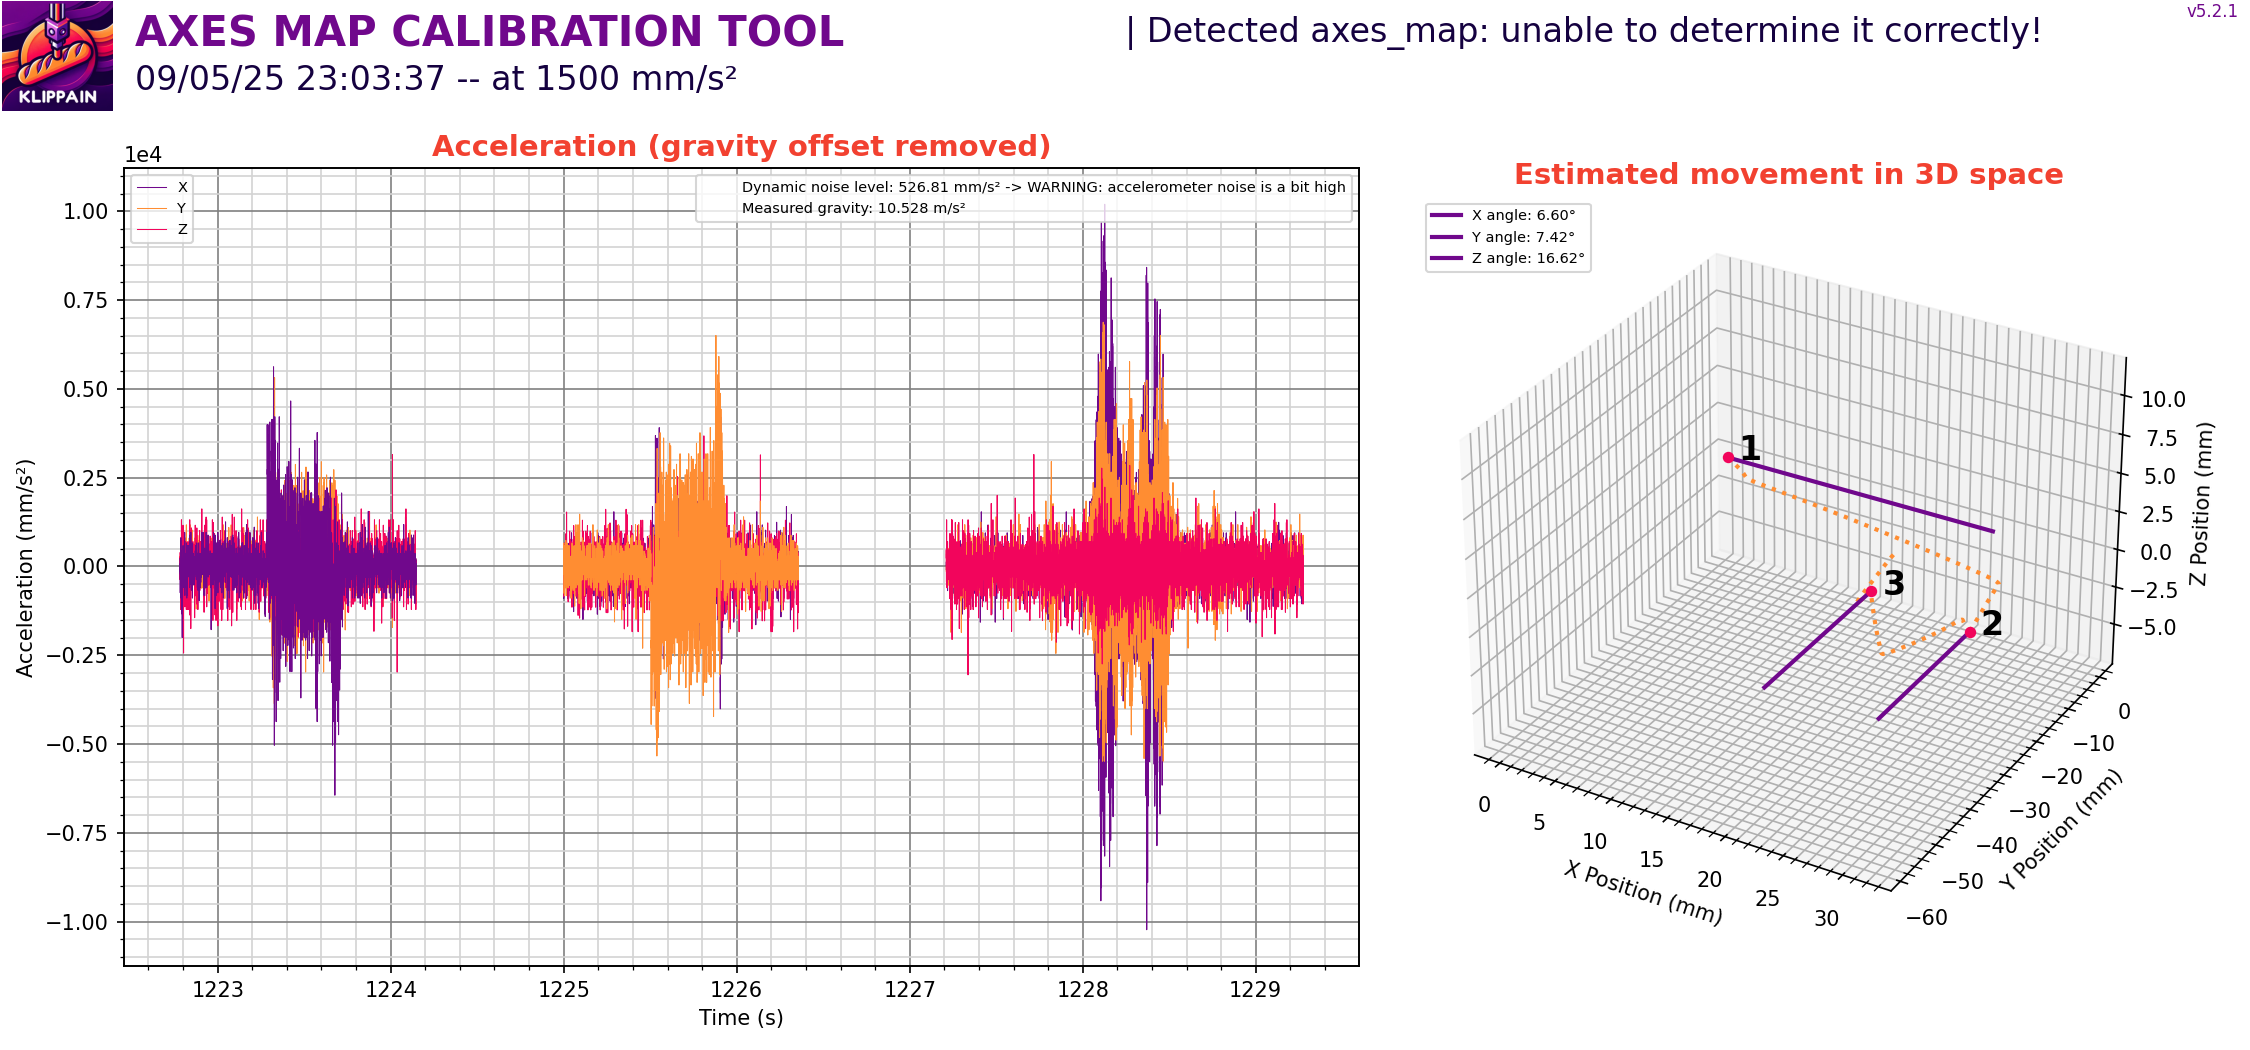 KLIPPAIN
AXES MAP CALIBRATION TOOL
09/05/25 23:03:37 -- at 1500 mm/s²
| Detected axes_map: unable to determine it correctly!
v5.2.1
Acceleration (gravity offset removed)
1e4
X
Y
Z
Dynamic noise level: 526.81 mm/s² -> WARNING: accelerometer noise is a bit high
Measured gravity: 10.528 m/s²
Acceleration (mm/s²)
1.00
0.75
0.50
0.25
0.00
−0.25
−0.50
−0.75
−1.00
1223
1224
1225
1226
1227
1228
1229
Time (s)
Estimated movement in 3D space
X angle: 6.60°
Y angle: 7.42°
Z angle: 16.62°
1
3
2
10.0
7.5
5.0
2.5
0.0
−2.5
−5.0
Z Position (mm)
0
−10
−20
−30
−40
−50
−60
Y Position (mm)
0
5
10
15
20
25
30
X Position (mm)